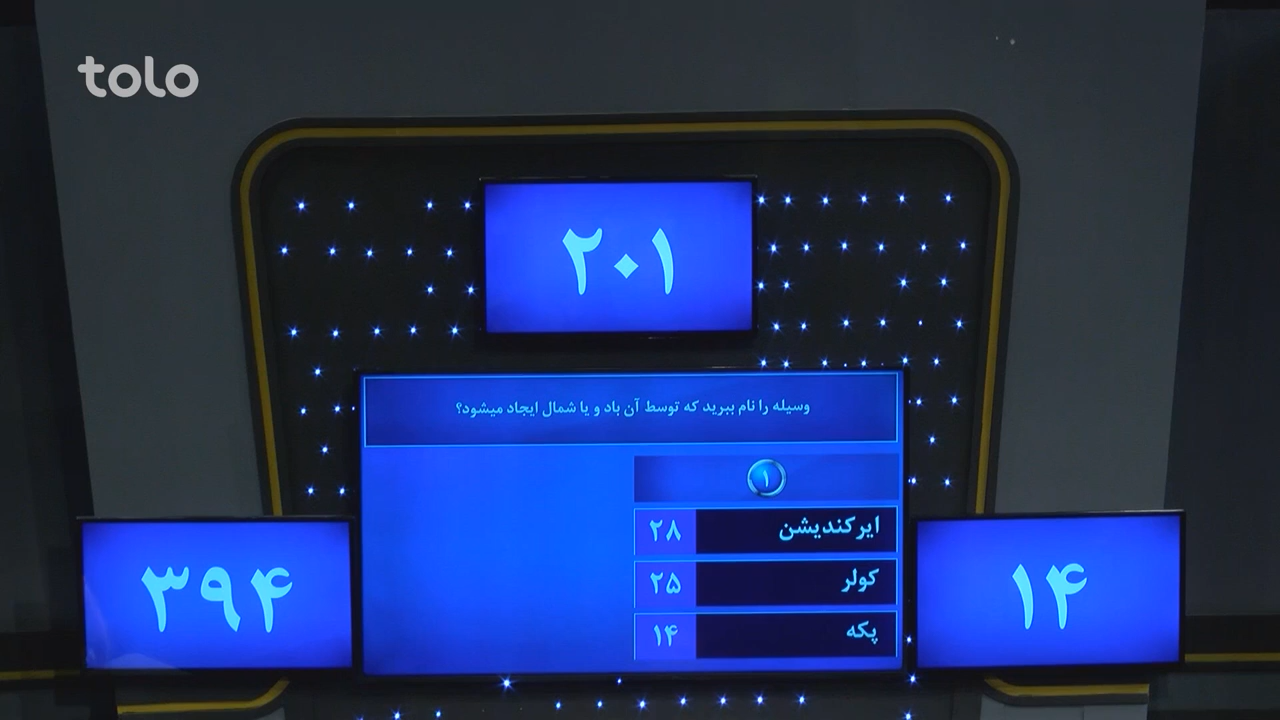 tolo
۲۰۱
وسیله را نام ببرید که توسط آن باد و یا شمال ایجاد میشود؟
۱
ایرکندیشن ۲۸
کولر ۲۵
پکه ۱۴
۱۴
۳۹۴